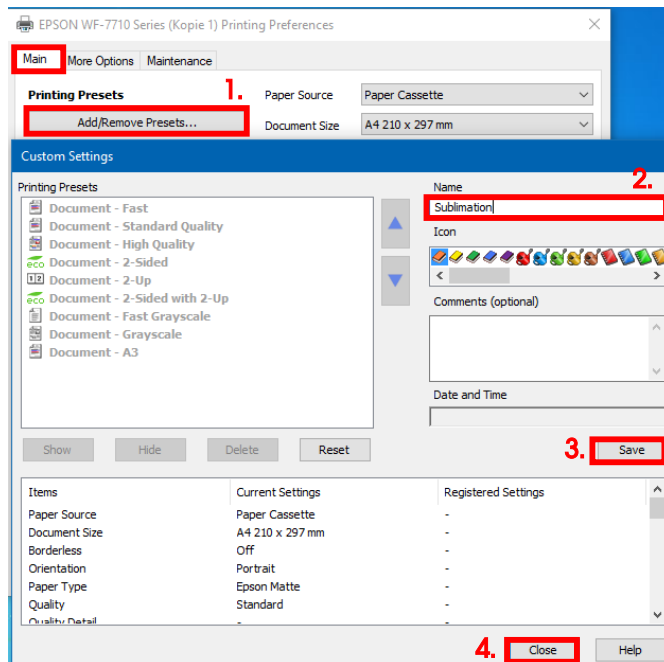 EPSON WF-7710 Series (Kopie 1) Printing Preferences
Main More Options Maintenance
1.
Printing Presets Paper Source Paper Cassette
Add/Remove Presets... Document Size A4 210 x 297 mm
Custom Settings
2.
Printing Presets Name
Document - Fast Sublimation
Document - Standard Quality Icon
Document - High Quality
eco Document - 2-Sided
12 Document - 2-Up
eco Document - 2-Sided with 2-Up Comments (optional)
Document - Fast Grayscale
Document - Grayscale
Document - A3
Date and Time
Show Hide Delete Reset 3. Save
Items Current Settings Registered Settings
Paper Source Paper Cassette -
Document Size A4 210 x 297 mm -
Borderless Off -
Orientation Portrait -
Paper Type Epson Matte -
Quality Standard -
Quality Detail - -
4. Close Help